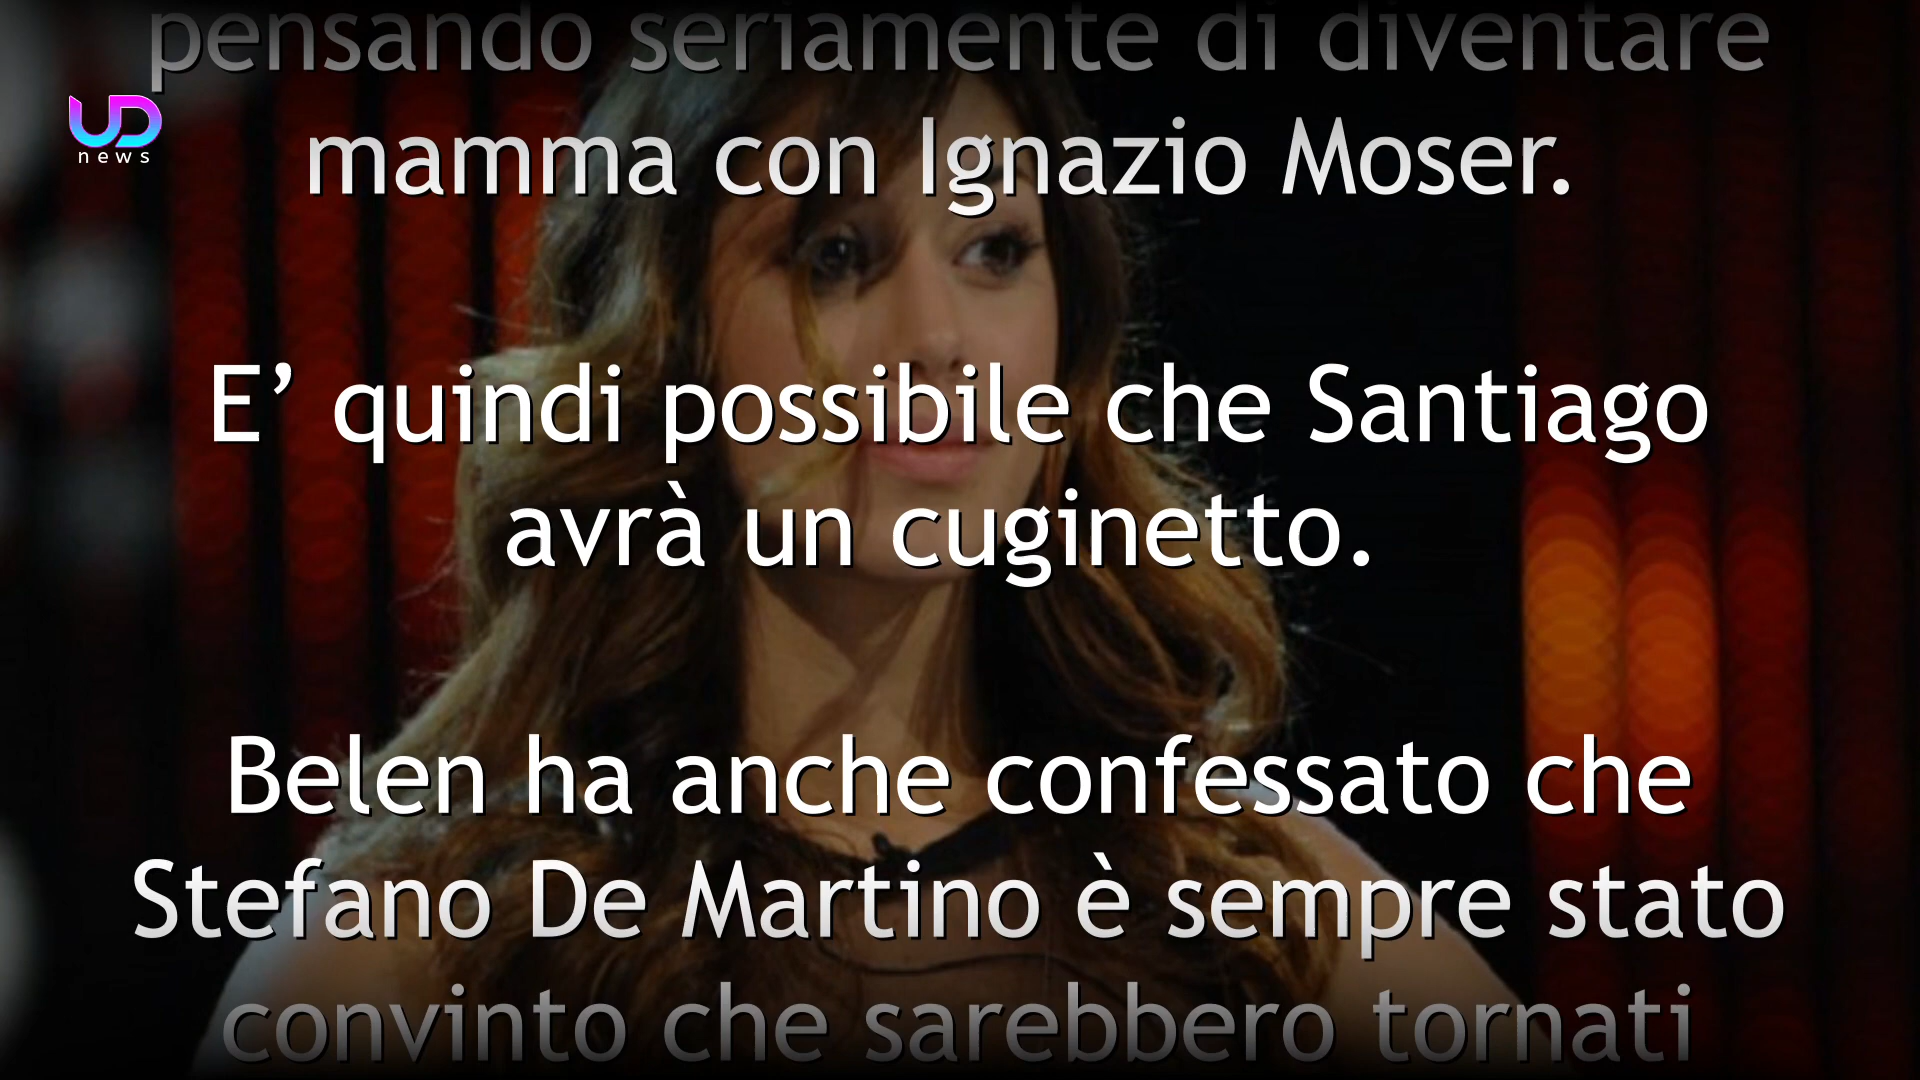 pensando seriamente di diventare
UD
news
mamma con Ignazio Moser.
E’ quindi possibile che Santiago
avrà un cuginetto.
Belen ha anche confessato che
Stefano De Martino è sempre stato
convinto che sarebbero tornati